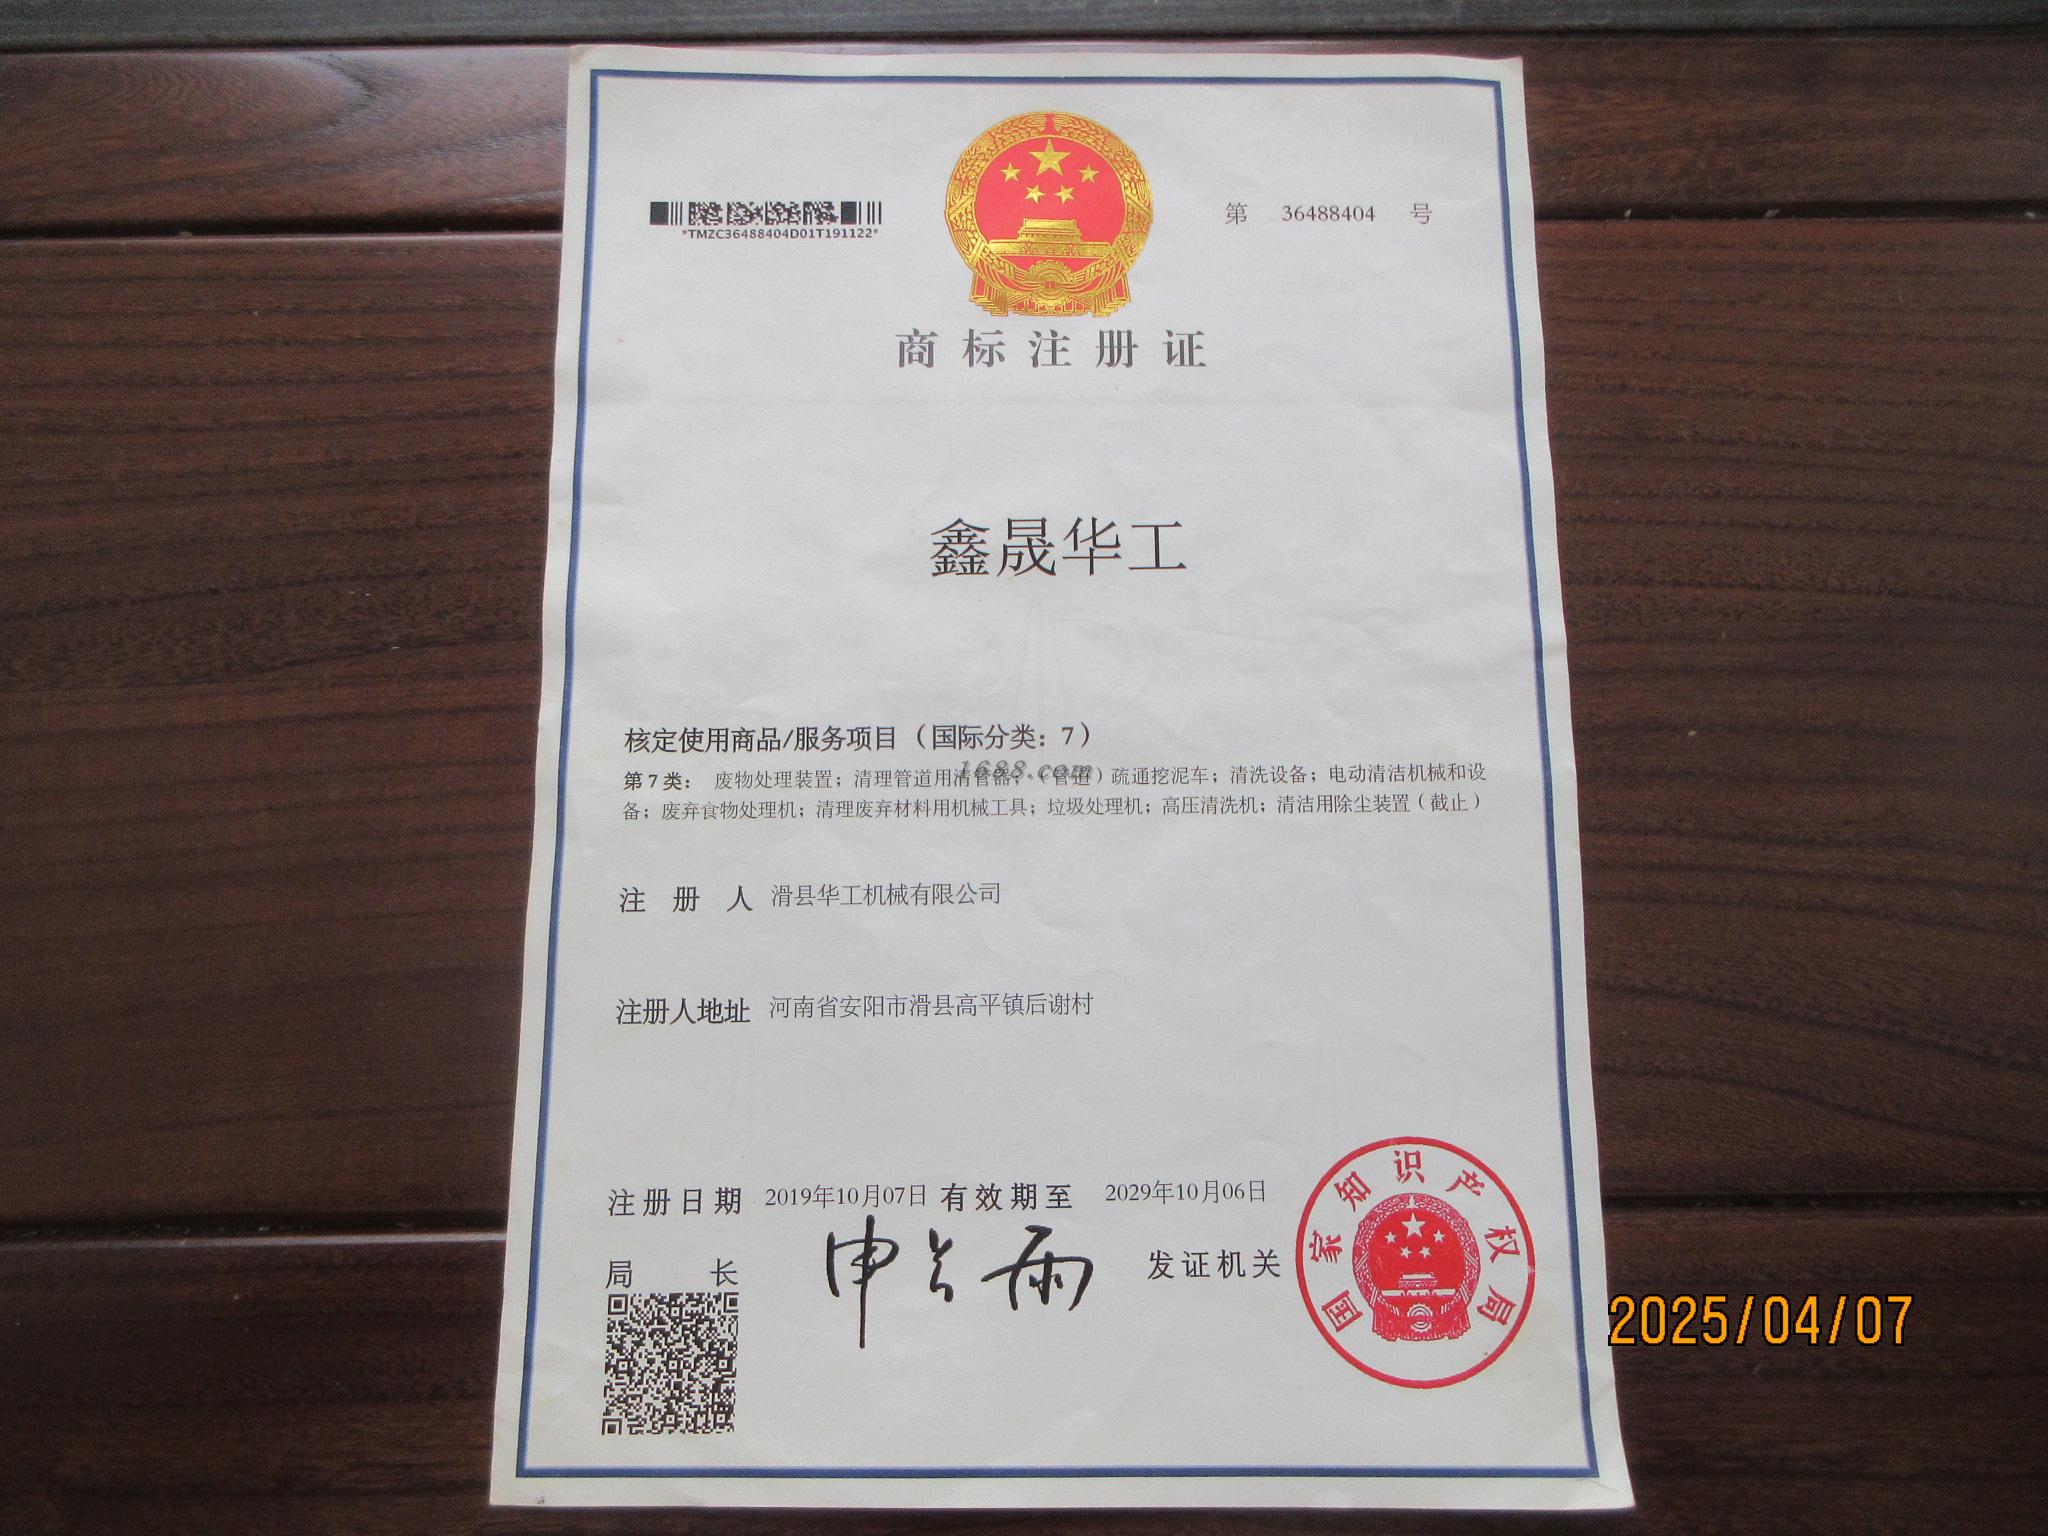 *TMZC36488404D01T191122*
第 36488404 号
商标注册证
鑫晟华工
核定使用商品/服务项目（国际分类：7）
第7类： 废物处理装置；清理管道用清管器；（管道）疏通挖泥车；清洗设备；电动清洁机械和设
备；废弃食物处理机；清理废弃材料用机械工具；垃圾处理机；高压清洗机；清洁用除尘装置（截止）
1688.com
注 册 人 滑县华工机械有限公司
注册人地址 河南省安阳市滑县高平镇后谢村
注册日期 2019年10月07日 有效期至 2029年10月06日
局 长 申长雨 发证机关
国家知识产权局
2025/04/07